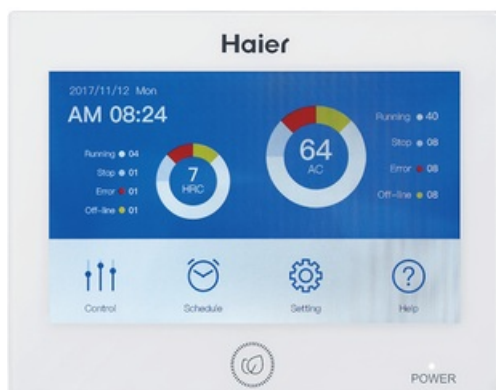 Haier
2017/11/12 Mon
AM 08:24
Running 04
Stop 01
Error 01
Off-line 01
7
HRC
64
AC
Running 40
Stop 08
Error 08
Off-line 08
Control
Schedule
Setting
Help
POWER